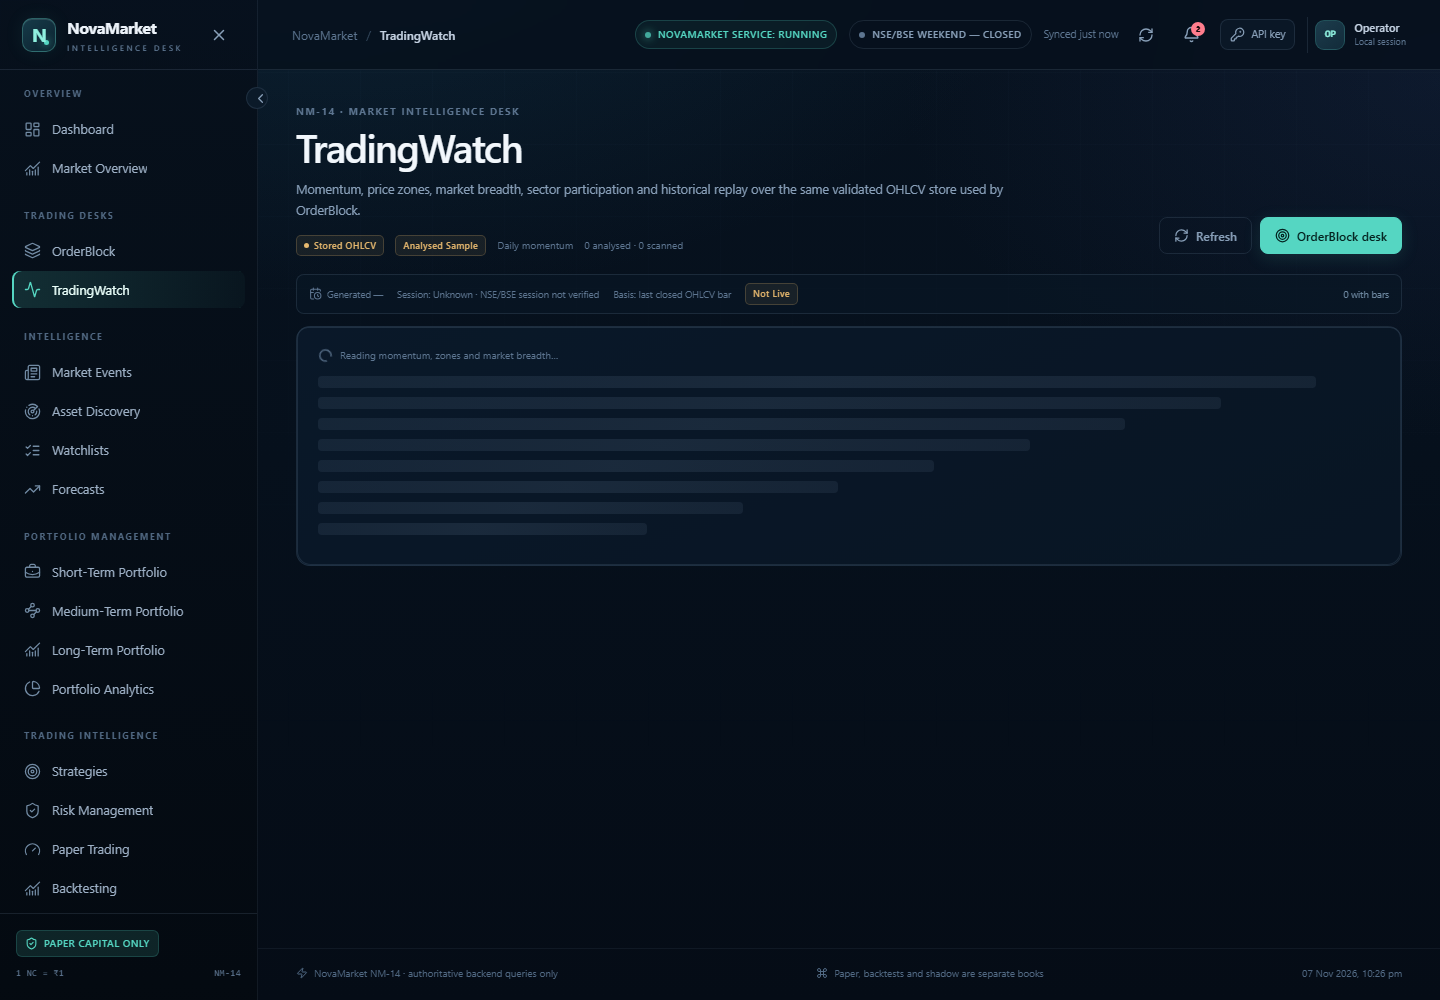 NovaMarket
INTELLIGENCE DESK
NovaMarket / TradingWatch
NOVAMARKET SERVICE: RUNNING
NSE/BSE WEEKEND — CLOSED
Synced just now
2
API key
OP
Operator
Local session
OVERVIEW
Dashboard
Market Overview
TRADING DESKS
OrderBlock
TradingWatch
INTELLIGENCE
Market Events
Asset Discovery
Watchlists
Forecasts
PORTFOLIO MANAGEMENT
Short-Term Portfolio
Medium-Term Portfolio
Long-Term Portfolio
Portfolio Analytics
TRADING INTELLIGENCE
Strategies
Risk Management
Paper Trading
Backtesting
PAPER CAPITAL ONLY
1 NC = ₹1
NM-14
NM-14 · MARKET INTELLIGENCE DESK
TradingWatch
Momentum, price zones, market breadth, sector participation and historical replay over the same validated OHLCV store used by
OrderBlock.
Stored OHLCV
Analysed Sample
Daily momentum
0 analysed · 0 scanned
Refresh
OrderBlock desk
Generated —
Session: Unknown · NSE/BSE session not verified
Basis: last closed OHLCV bar
Not Live
0 with bars
Reading momentum, zones and market breadth...
NovaMarket NM-14 · authoritative backend queries only
Paper, backtests and shadow are separate books
07 Nov 2026, 10:26 pm